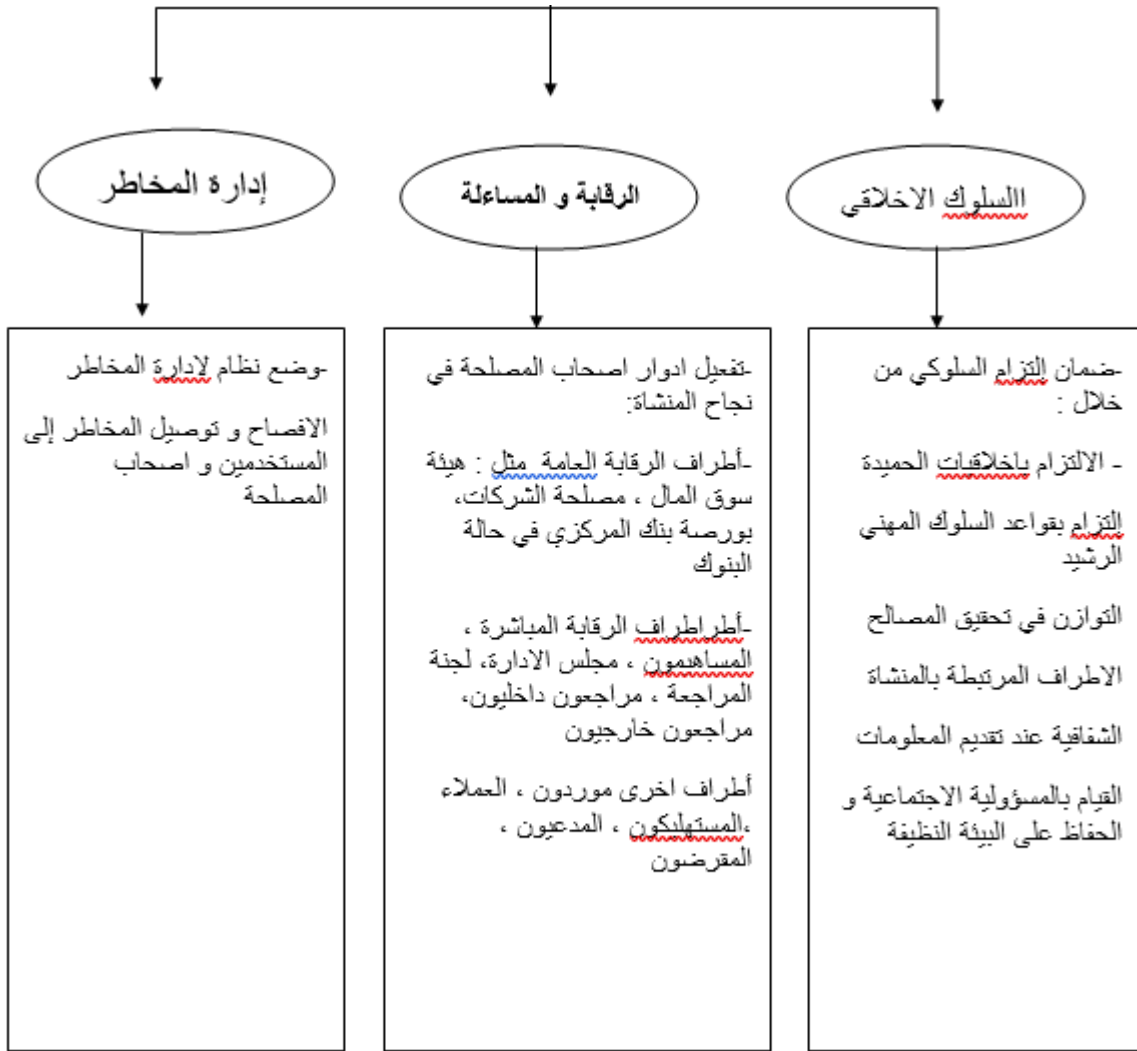 االسلوك الاخلاقي
الرقابة و المساءلة
إدارة المخاطر
-ضمان إلتزام السلوكي من
خلال :
- الالتزام باخلاقيات الحميدة
إلتزام بقواعد السلوك المهني
الرشيد
التوازن في تحقيق المصالح
الاطراف المرتبطة بالمنشاة
الشفافية عند تقديم المعلومات
القيام بالمسؤولية الاجتماعية و
الحفاظ على البيئة النظيفة
-تفعيل ادوار اصحاب المصلحة في
نجاح المنشاة:
-أطراف الرقابة العامة مثل : هيئة
سوق المال ، مصلحة الشركات،
بورصة بنك المركزي في حالة
البنوك
-أطراطراف الرقابة المباشرة ،
المساهيمون ، مجلس الادارة، لجنة
المراجعة ، مراجعون داخليون،
مراجعون خارجيون
أطراف اخرى موردون ، العملاء
،المستهليكون ، المدعيون ،
المقرضون
-وضع نظام لادارة المخاطر
الافصاح و توصيل المخاطر إلى
المستخدمين و اصحاب
المصلحة